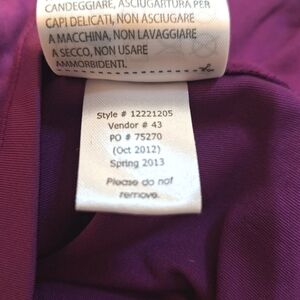 CANDEGGIARE, ASCIUGARTURA PER
CAPI DELICATI, NON ASCIUGARE
A MACCHINA, NON LAVAGGIARE
A SECCO, NON USARE
AMMORBIDENTI.
Style # 12221205
Vendor # 43
PO # 75270
(Oct 2012)
Spring 2013
Please do not
remove.